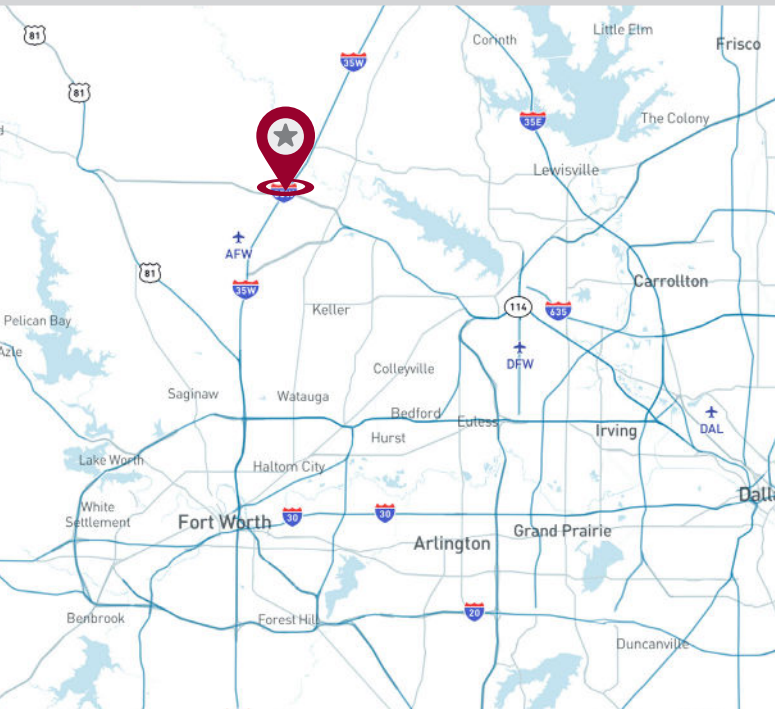 81
Corinth
Little Elm
Frisco
35W
81
35E
The Colony
Lewisville
AFW
81
Carrollton
35W
Keller
114
635
Pelican Bay
Azle
DFW
Colleyville
Saginaw
Watauga
Bedford
Euless
Hurst
Irving
DAL
Lake Worth
Haltom City
White
Settlement
Fort Worth
30
30
Arlington
Grand Prairie
Dall
Benbrook
Forest Hill
20
Duncanville